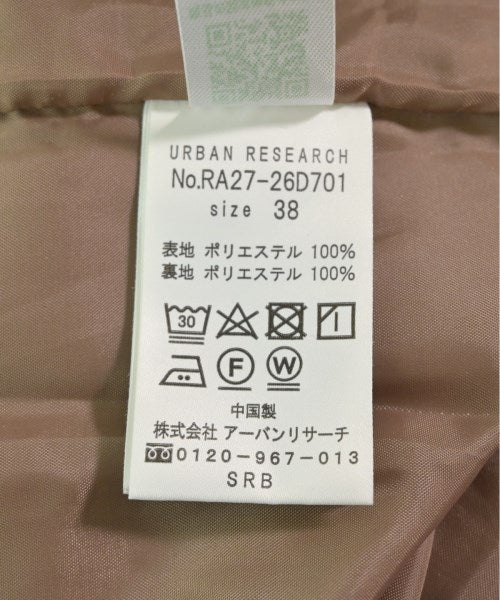 URBAN RESEARCH
No.RA27-26D701
size 38
表地 ポリエステル 100%
裏地 ポリエステル 100%
30
F W
中国製
株式会社 アーバンリサーチ
0120-967-013
SRB